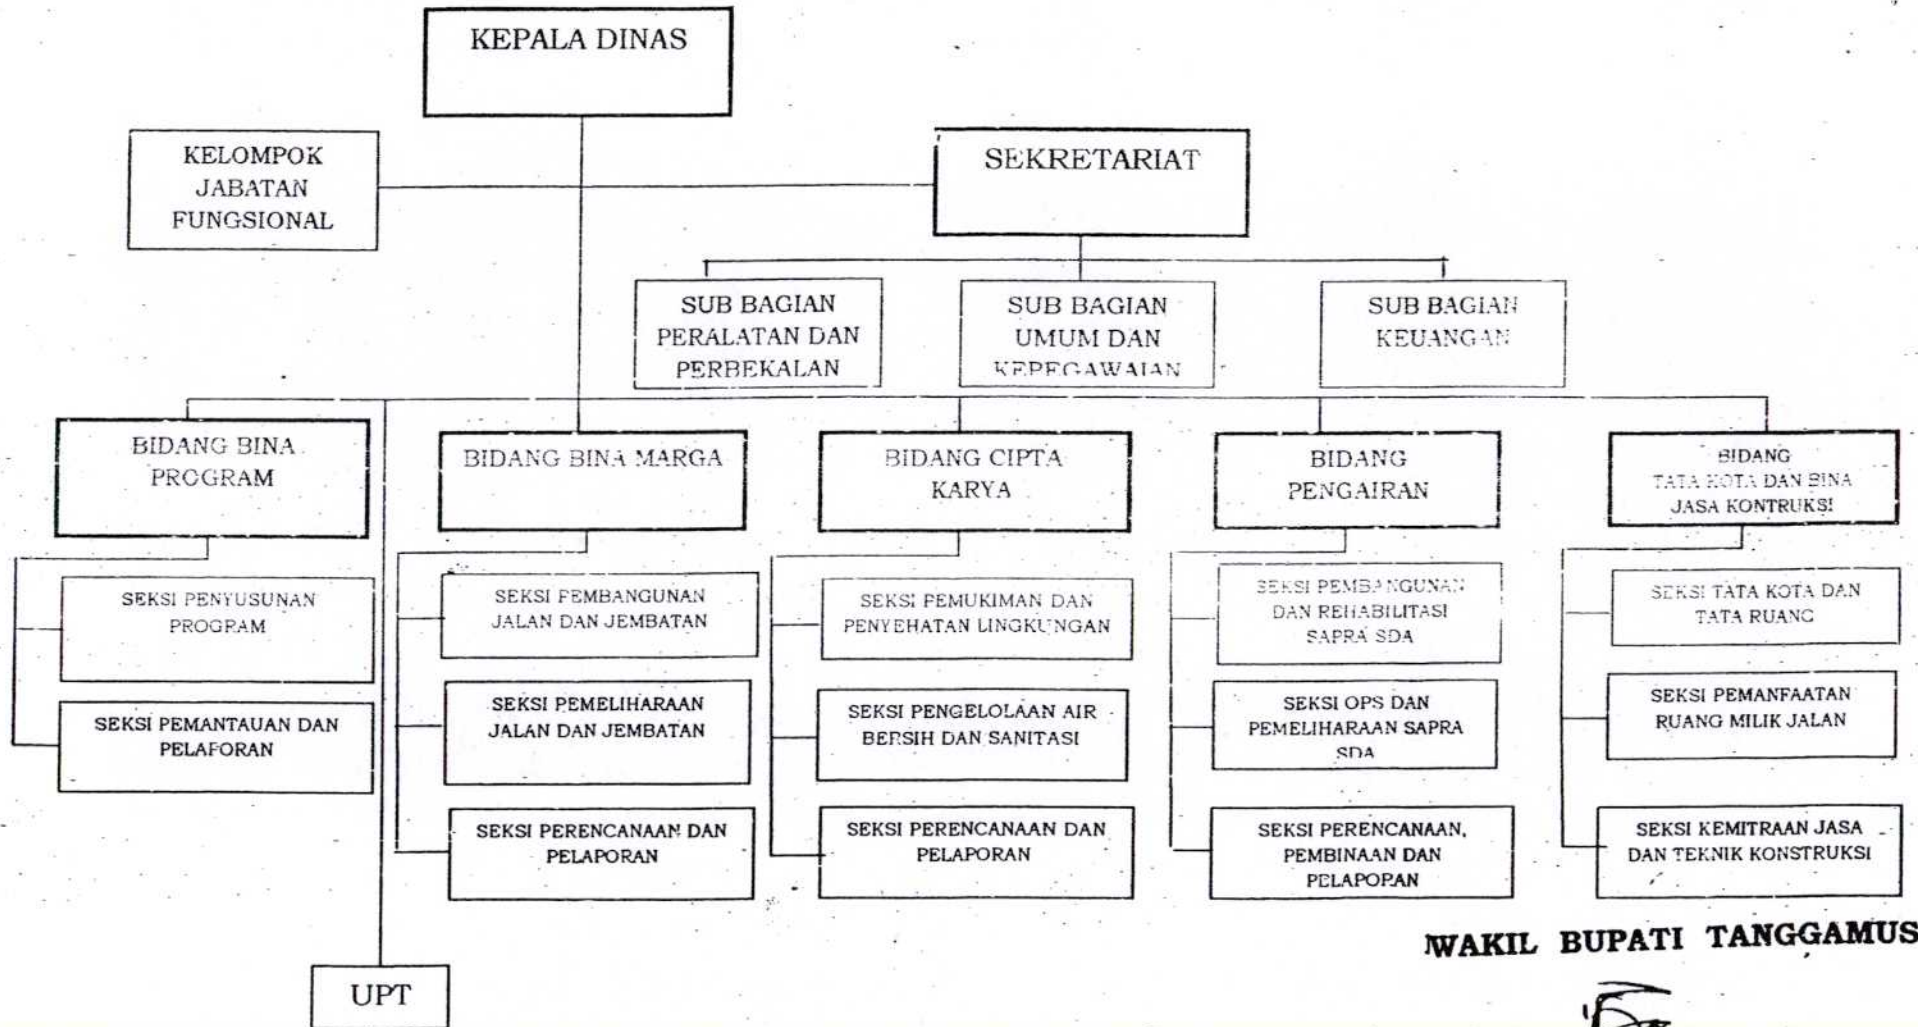 KEPALA DINAS
KELOMPOK
JABATAN
FUNGSIONAL
SEKRETARIAT
SUB BAGIAN
PERALATAN DAN
PERBEKALAN
SUB BAGIAN
UMUM DAN
KEPEGAWAIAN
SUB BAGIAN
KEUANGAN
BIDANG BINA
PROGRAM
BIDANG BINA MARGA
BIDANG CIPTA
KARYA
BIDANG
PENGAIRAN
BIDANG
TATA KOTA DAN BINA
JASA KONTRUKSI
SEKSI PENYUSUNAN
PROGRAM
SEKSI PEMANTAUAN DAN
PELAPORAN
SEKSI PEMBANGUNAN
JALAN DAN JEMBATAN
SEKSI PEMELIHARAAN
JALAN DAN JEMBATAN
SEKSI PERENCANAAN DAN
PELAPORAN
SEKSI PEMUKIMAN DAN
PENYEHATAN LINGKUNGAN
SEKSI PENGELOLAAN AIR
BERSIH DAN SANITASI
SEKSI PERENCANAAN DAN
PELAPORAN
SEKSI PEMBANGUNAN
DAN REHABILITASI
SAPRA SDA
SEKSI OPS DAN
PEMELIHARAAN SAPRA
SDA
SEKSI PERENCANAAN,
PEMBINAAN DAN
PELAPORAN
SEKSI TATA KOTA DAN
TATA RUANG
SEKSI PEMANFAATAN
RUANG MILIK JALAN
SEKSI KEMITRAAN JASA
DAN TEKNIK KONSTRUKSI
UPT
WAKIL BUPATI TANGGAMUS